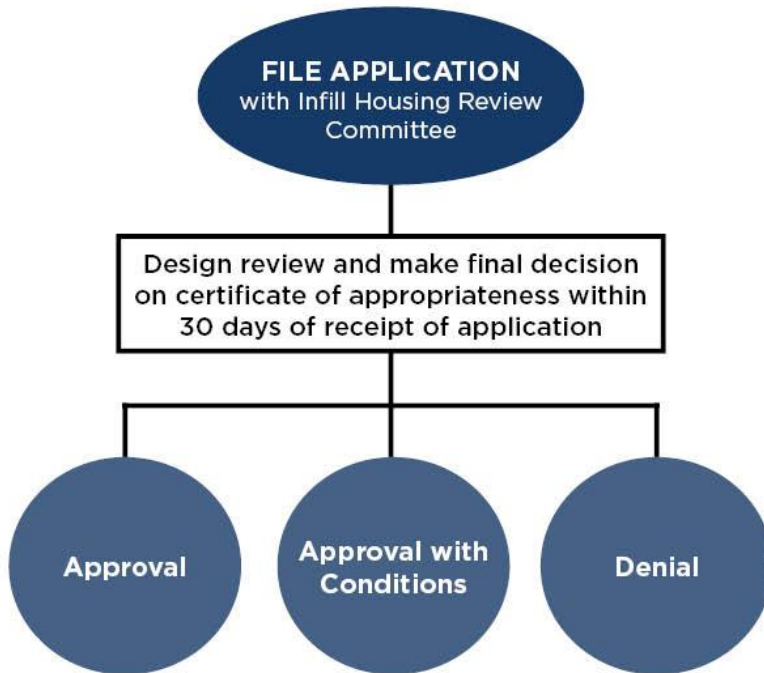 FILE APPLICATION
with Infill Housing Review
Committee
Design review and make final decision
on certificate of appropriateness within
30 days of receipt of application
Approval
Approval with
Conditions
Denial